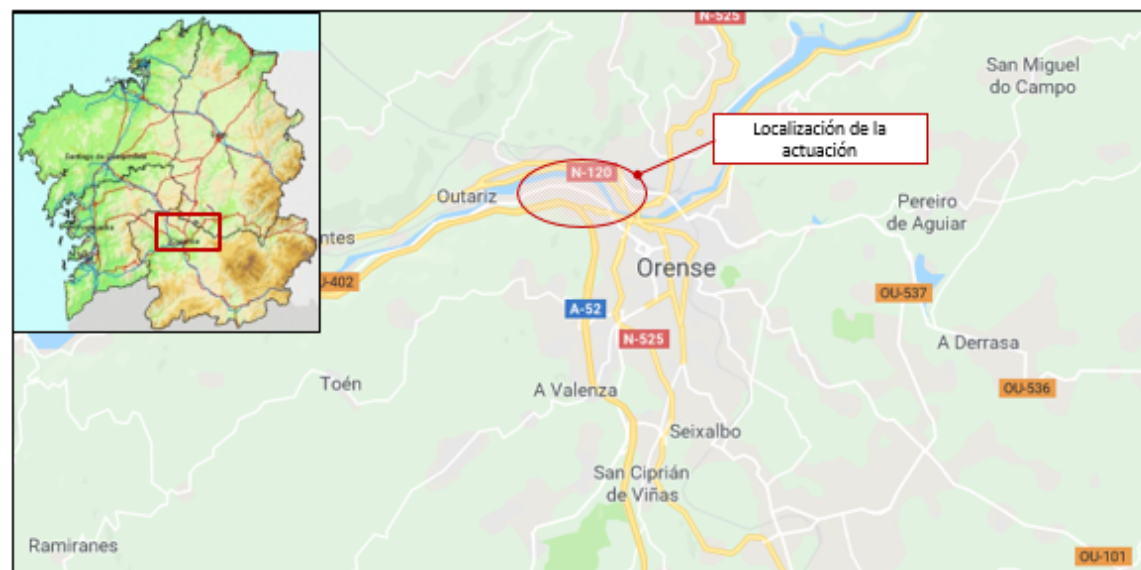 N-525
San Miguel
do Campo
Localización de la
actuación
N-120
Outariz
Pereiro
de Aguiar
ntes
Orense
U-402
OU-537
A-52
N-525
A Derrasa
Toén
A Valenza
OU-536
Seixalbo
San Ciprián
de Viñas
Ramiranes
OU-101